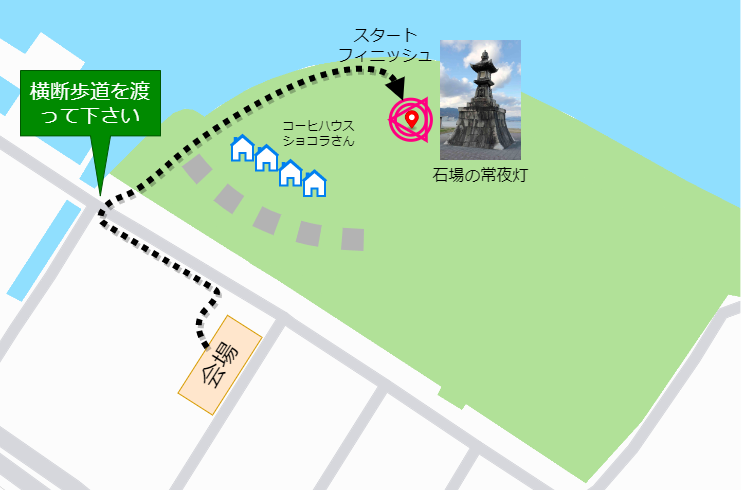 スタート
フィニッシュ
横断歩道を渡
って下さい
コーヒハウス
ショコラさん
石場の常夜灯
会場